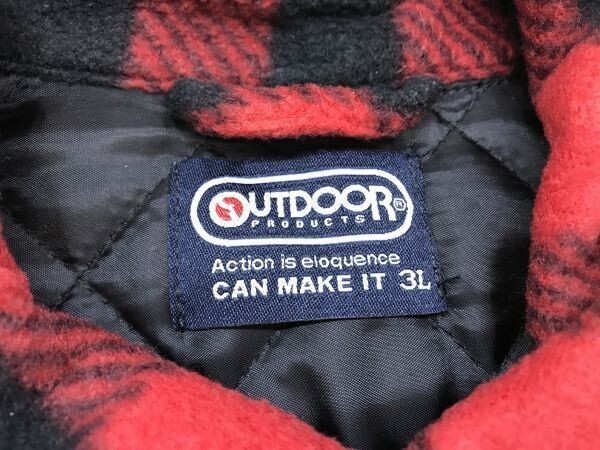 OUTDOOR®
PRODUCTS
Action is eloquence
CAN MAKE IT 3L